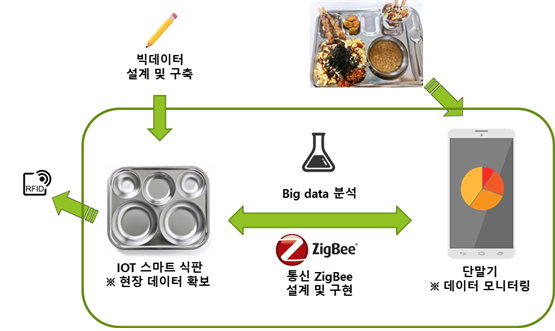 빅데이터
설계 및 구축
RFID
Big data 분석
ZigBee®
IOT 스마트 식판
※ 현장 데이터 확보
통신 ZigBee
설계 및 구현
단말기
※ 데이터 모니터링